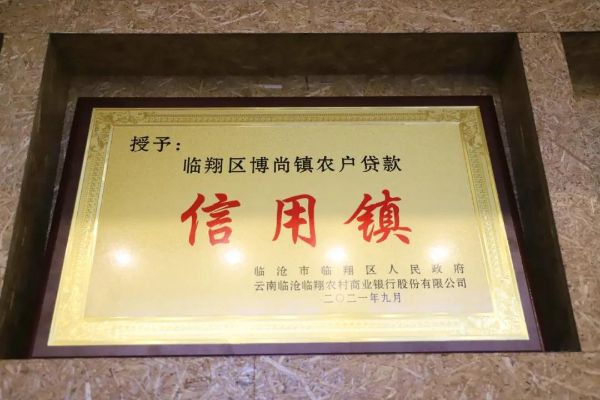 授予：
临翔区博尚镇农户贷款
信用镇
临沧市临翔区人民政府
云南临沧临翔农村商业银行股份有限公司
二〇二一年九月